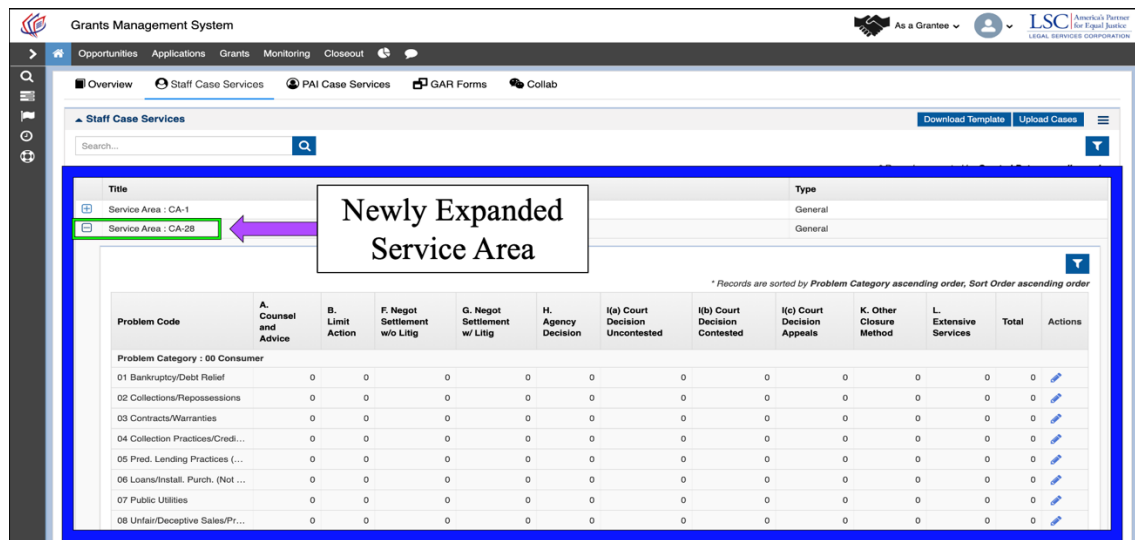 Grants Management System
As a Grantee
LSC America's Partner for Equal Justice
LEGAL SERVICES CORPORATION
Opportunities Applications Grants Monitoring Closeout
Overview Staff Case Services PAI Case Services GAR Forms Collab
Staff Case Services Download Template Upload Cases
Search...
Title Type
Service Area : CA-1 General
Service Area : CA-28 General
Newly Expanded
Service Area
* Records are sorted by Problem Category ascending order, Sort Order ascending order
Problem Code A. Counsel and Advice B. Limit Action F. Negot Settlement w/o Litig G. Negot Settlement w/ Litig H. Agency Decision I(a) Court Decision Uncontested I(b) Court Decision Contested I(c) Court Decision Appeals K. Other Closure Method L. Extensive Services Total Actions
Problem Category : 00 Consumer
01 Bankruptcy/Debt Relief 0 0 0 0 0 0 0 0 0 0 0
02 Collections/Repossessions 0 0 0 0 0 0 0 0 0 0 0
03 Contracts/Warranties 0 0 0 0 0 0 0 0 0 0 0
04 Collection Practices/Credi... 0 0 0 0 0 0 0 0 0 0 0
05 Pred. Lending Practices (... 0 0 0 0 0 0 0 0 0 0 0
06 Loans/Install. Purch. (Not ... 0 0 0 0 0 0 0 0 0 0 0
07 Public Utilities 0 0 0 0 0 0 0 0 0 0 0
08 Unfair/Deceptive Sales/Pr... 0 0 0 0 0 0 0 0 0 0 0